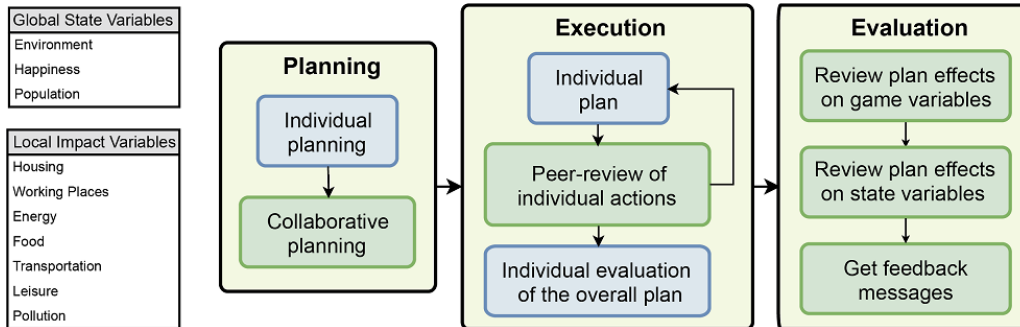 Global State Variables
Environment
Happiness
Population
Local Impact Variables
Housing
Working Places
Energy
Food
Transportation
Leisure
Pollution
Planning
Individual
planning
Collaborative
planning
Execution
Individual
plan
Peer-review of
individual actions
Individual evaluation
of the overall plan
Evaluation
Review plan effects
on game variables
Review plan effects
on state variables
Get feedback
messages